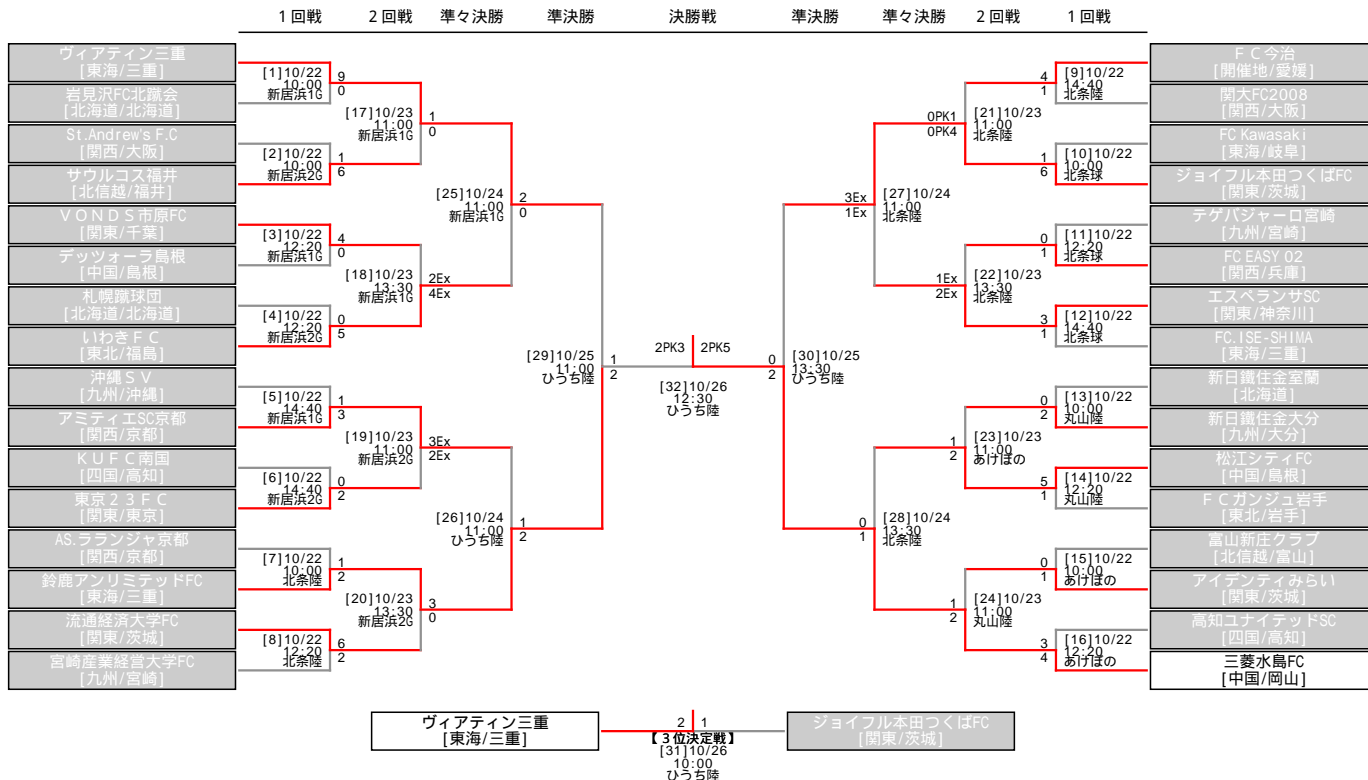 1回戦 2回戦 準々決勝 準決勝 決勝戦 準決勝 準々決勝 2回戦 1回戦
ヴィアティン三重
[東海/三重]
岩見沢FC北蹴会
[北海道/北海道]
St.Andrew's F.C
[関西/大阪]
サウルコス福井
[北信越/福井]
ＶＯＮＤＳ市原FC
[関東/千葉]
デッツォーラ島根
[中国/島根]
札幌蹴球団
[北海道/北海道]
いわきＦＣ
[東北/福島]
沖縄ＳＶ
[九州/沖縄]
アミティエSC京都
[関西/京都]
ＫＵＦＣ南国
[四国/高知]
東京２３ＦＣ
[関東/東京]
AS.ラランジャ京都
[関西/京都]
鈴鹿アンリミテッドFC
[東海/三重]
流通経済大学FC
[関東/茨城]
宮崎産業経営大学FC
[九州/宮崎]
[1]10/22
10:00
新居浜1G
9
0
[2]10/22
10:00
新居浜2G
1
6
[3]10/22
12:20
新居浜1G
4
0
[4]10/22
12:20
新居浜2G
0
5
[5]10/22
14:40
新居浜1G
1
3
[6]10/22
14:40
新居浜2G
0
2
[7]10/22
10:00
北条陸
1
2
[8]10/22
12:20
北条陸
6
2
[17]10/23
11:00
新居浜1G
1
0
[18]10/23
13:30
新居浜1G
2Ex
4Ex
[19]10/23
11:00
新居浜2G
3Ex
2Ex
[20]10/23
13:30
新居浜2G
3
0
[25]10/24
11:00
新居浜1G
2
0
[26]10/24
11:00
ひうち陸
1
2
[29]10/25
11:00
ひうち陸
1
2
2PK3 2PK5
[32]10/26
12:30
ひうち陸
0
2
[30]10/25
13:30
ひうち陸
3Ex
1Ex
[27]10/24
11:00
北条陸
0
1
[28]10/24
13:30
北条陸
0PK1
0PK4
[21]10/23
11:00
北条陸
1Ex
2Ex
[22]10/23
13:30
北条陸
1
2
[23]10/23
11:00
あけぼの
1
2
[24]10/23
11:00
丸山陸
4
1
[9]10/22
14:40
北条陸
1
6
[10]10/22
10:00
北条球
0
1
[11]10/22
12:20
北条球
3
1
[12]10/22
14:40
北条球
0
2
[13]10/22
10:00
丸山陸
5
1
[14]10/22
12:20
丸山陸
0
1
[15]10/22
10:00
あけぼの
3
4
[16]10/22
12:20
あけぼの
ＦＣ今治
[開催地/愛媛]
関大FC2008
[関西/大阪]
FC Kawasaki
[東海/岐阜]
ジョイフル本田つくばFC
[関東/茨城]
テゲバジャーロ宮崎
[九州/宮崎]
FC EASY 02
[関西/兵庫]
エスペランサSC
[関東/神奈川]
FC.ISE-SHIMA
[東海/三重]
新日鐵住金室蘭
[北海道]
新日鐵住金大分
[九州/大分]
松江シティFC
[中国/島根]
ＦＣガンジュ岩手
[東北/岩手]
富山新庄クラブ
[北信越/富山]
アイデンティみらい
[関東/茨城]
高知ユナイテッドSC
[四国/高知]
三菱水島FC
[中国/岡山]
ヴィアティン三重
[東海/三重]
2 1
【３位決定戦】
[31]10/26
10:00
ひうち陸
ジョイフル本田つくばFC
[関東/茨城]